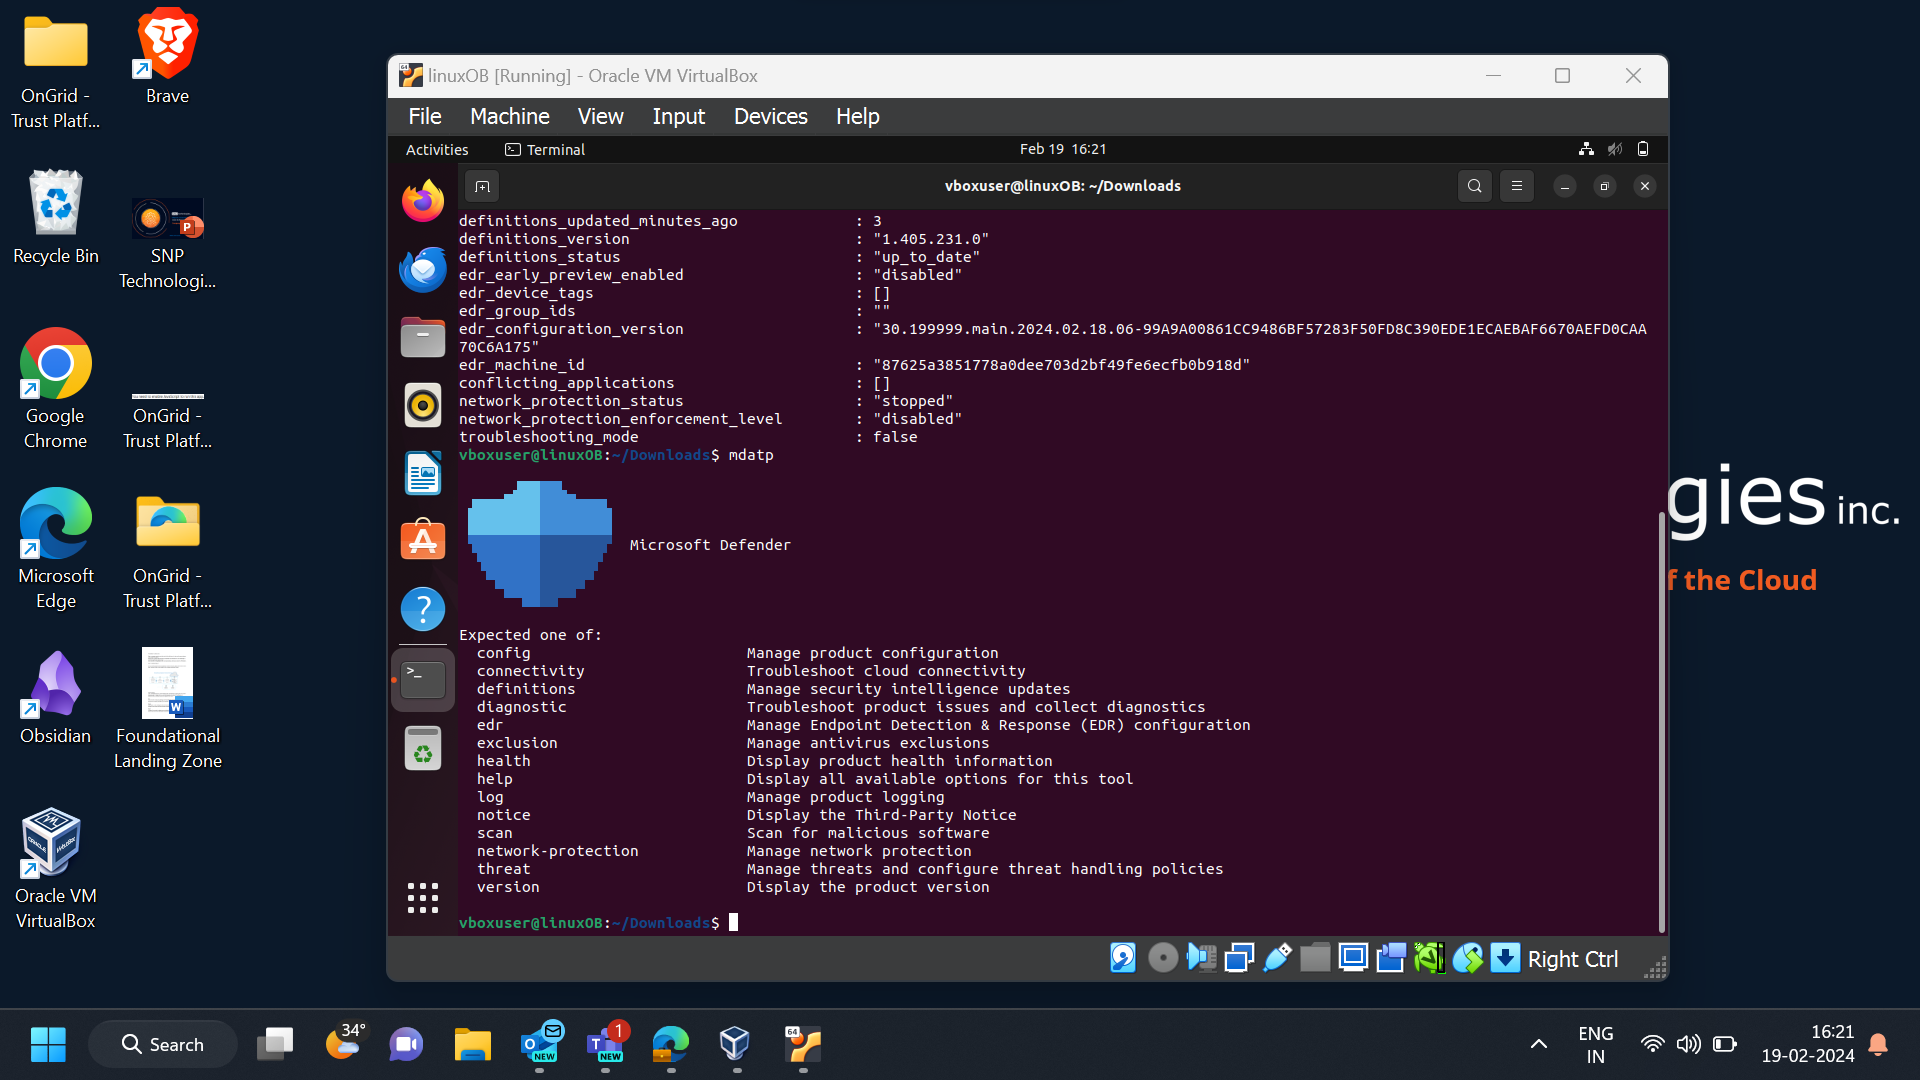 OnGrid -
Trust Platf...
Brave
Recycle Bin
SNP
Technologi...
Google
Chrome
OnGrid -
Trust Platf...
Microsoft
Edge
OnGrid -
Trust Platf...
Obsidian
Foundational
Landing Zone
Oracle VM
VirtualBox
linuxOB [Running] - Oracle VM VirtualBox
File Machine View Input Devices Help
Activities Terminal Feb 19 16:21
vboxuser@linuxOB: ~/Downloads
definitions_updated_minutes_ago : 3
definitions_version : "1.405.231.0"
definitions_status : "up_to_date"
edr_early_preview_enabled : "disabled"
edr_device_tags : []
edr_group_ids : ""
edr_configuration_version : "30.199999.main.2024.02.18.06-99A9A00861CC9486BF57283F50FD8C390EDE1ECAEBAF6670AEFD0CAA
70C6A175"
edr_machine_id : "87625a3851778a0dee703d2bf49fe6ecfb0b918d"
conflicting_applications : []
network_protection_status : "stopped"
network_protection_enforcement_level : "disabled"
troubleshooting_mode : false
vboxuser@linuxOB:~/Downloads$ mdatp
Microsoft Defender
Expected one of:
config Manage product configuration
connectivity Troubleshoot cloud connectivity
definitions Manage security intelligence updates
diagnostic Troubleshoot product issues and collect diagnostics
edr Manage Endpoint Detection & Response (EDR) configuration
exclusion Manage antivirus exclusions
health Display product health information
help Display all available options for this tool
log Manage product logging
notice Display the Third-Party Notice
scan Scan for malicious software
network-protection Manage network protection
threat Manage threats and configure threat handling policies
version Display the product version
vboxuser@linuxOB:~/Downloads$
Right Ctrl
gies inc.
f the Cloud
Search
34°
NEW
1
NEW
64
ENG
IN
16:21
19-02-2024